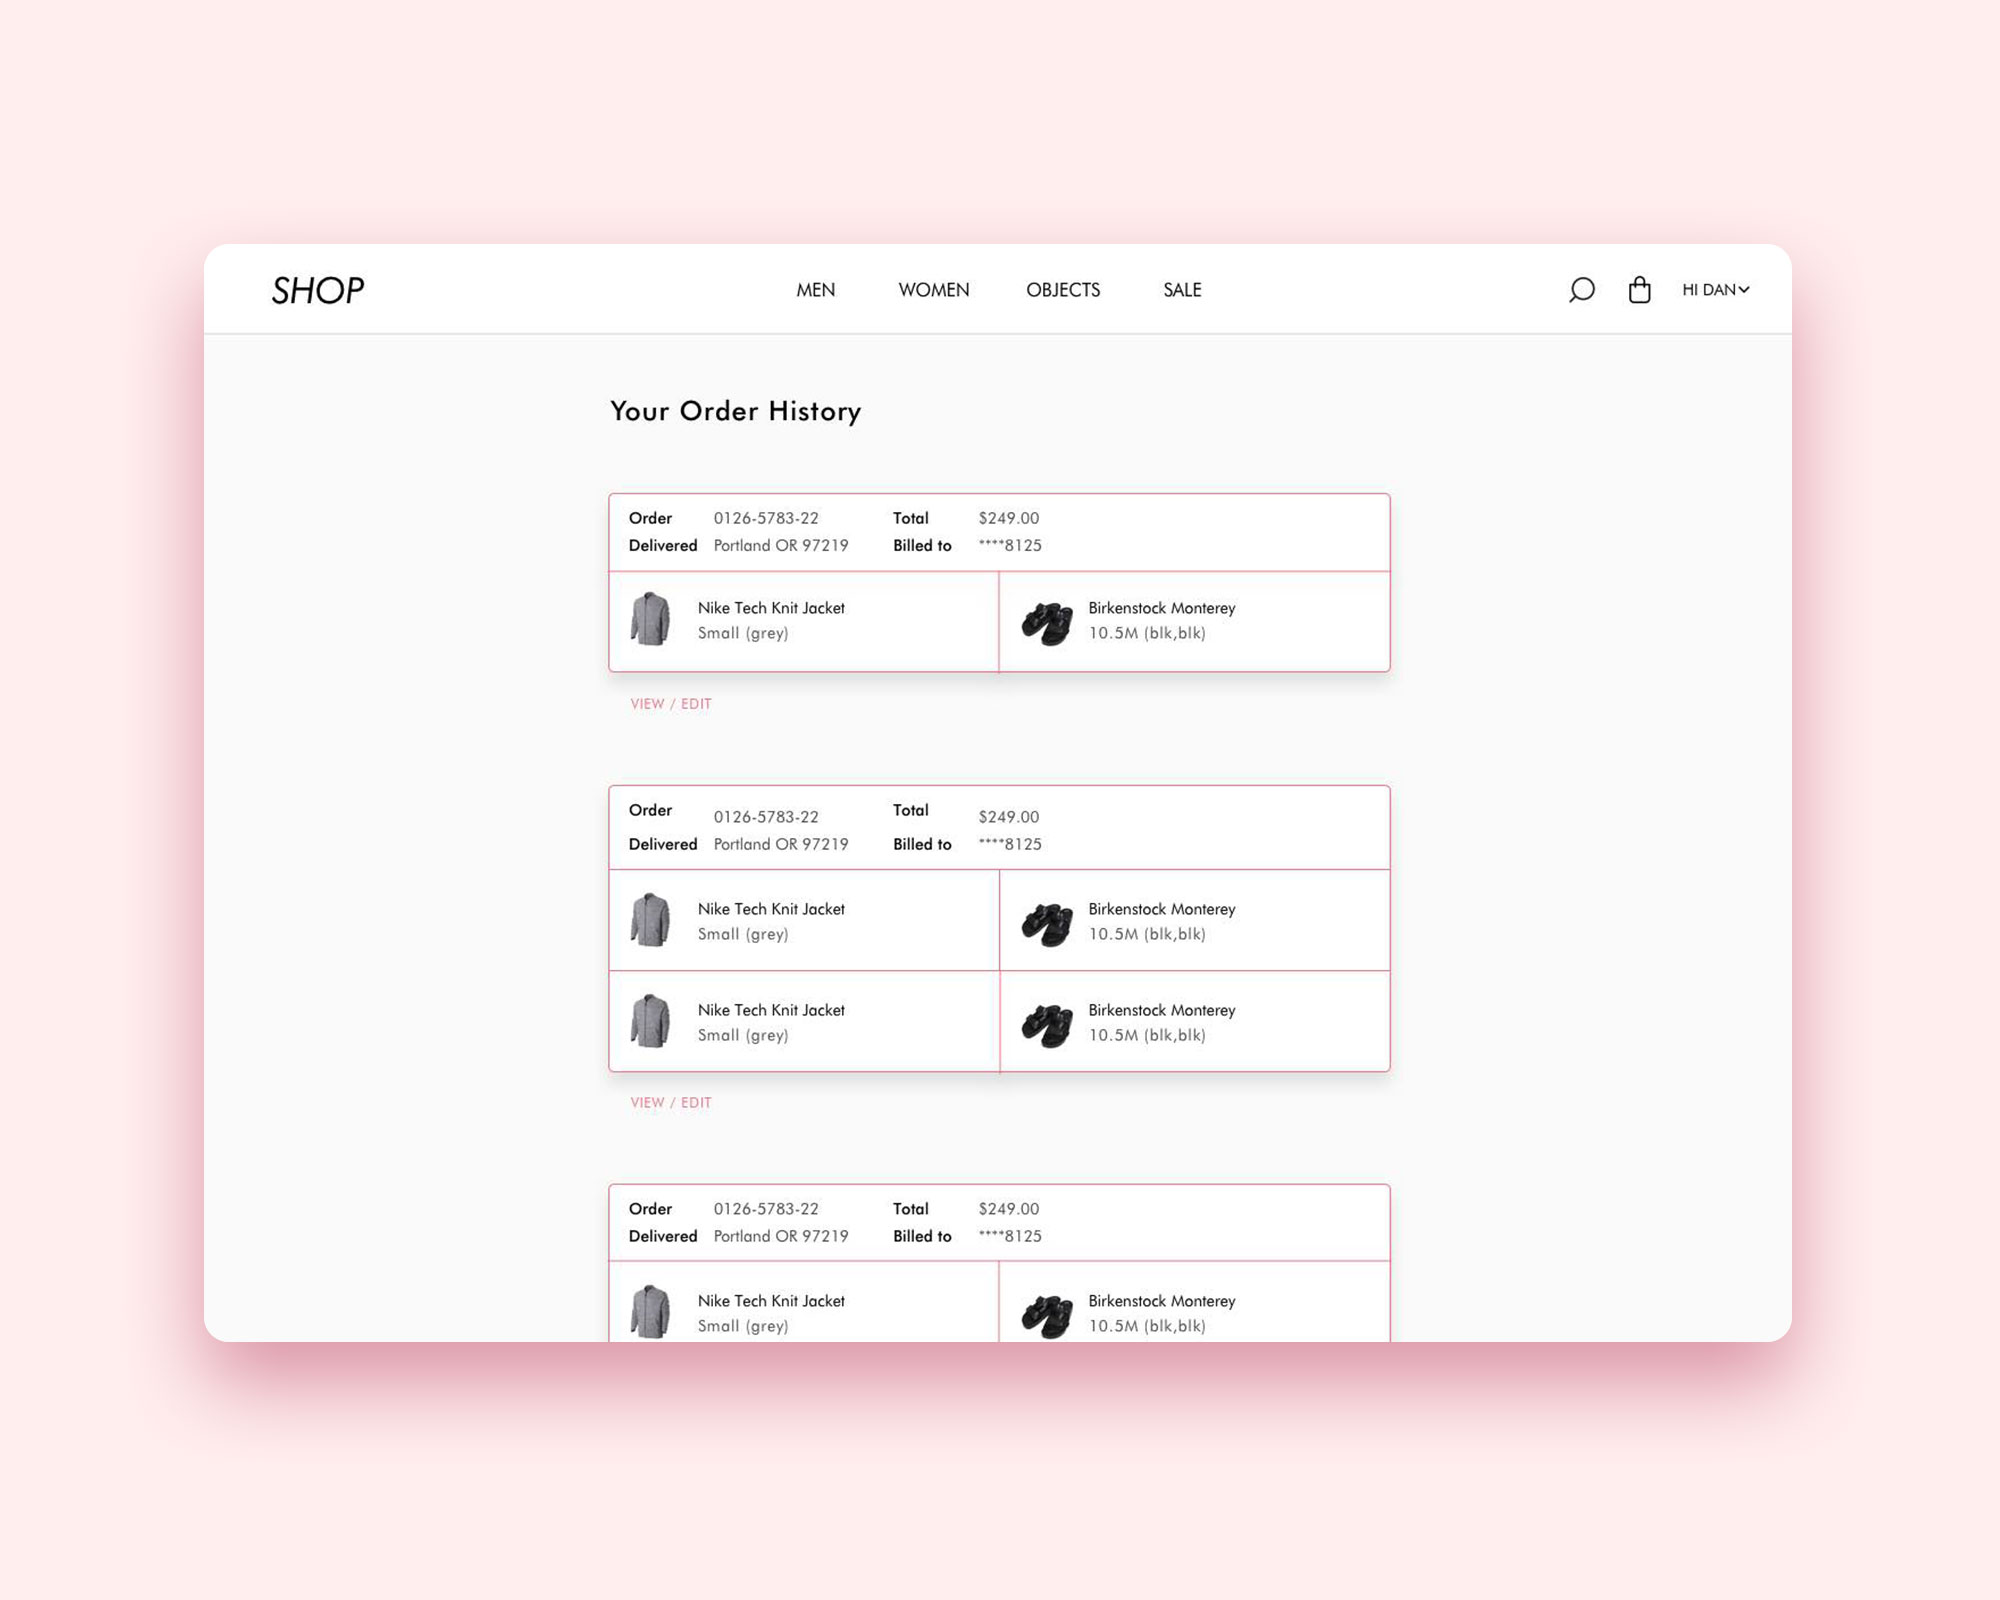 SHOP MEN WOMEN OBJECTS SALE HI DAN
Your Order History
Order 0126-5783-22 Total $249.00
Delivered Portland OR 97219 Billed to ****8125
Nike Tech Knit Jacket
Small (grey)
Birkenstock Monterey
10.5M (blk,blk)
VIEW / EDIT
Order 0126-5783-22 Total $249.00
Delivered Portland OR 97219 Billed to ****8125
Nike Tech Knit Jacket
Small (grey)
Birkenstock Monterey
10.5M (blk,blk)
Nike Tech Knit Jacket
Small (grey)
Birkenstock Monterey
10.5M (blk,blk)
VIEW / EDIT
Order 0126-5783-22 Total $249.00
Delivered Portland OR 97219 Billed to ****8125
Nike Tech Knit Jacket
Small (grey)
Birkenstock Monterey
10.5M (blk,blk)